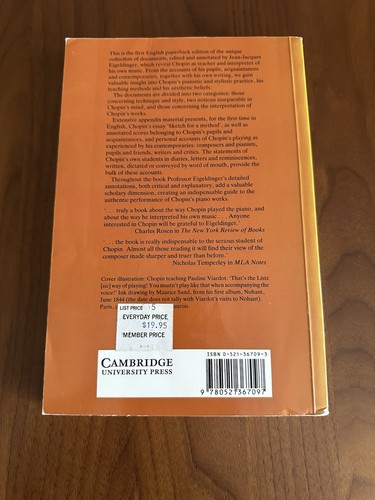 This is the first English paperback edition of the unique
collection of documents, edited and annotated by Jean-Jacques
Eigeldinger, which reveal Chopin as teacher and interpreter of
his own music. From the accounts of his pupils, acquaintances
and contemporaries, together with his own writing, we gain
valuable insight into Chopin's pianistic and stylistic practice, his
teaching methods and his aesthetic beliefs.
The documents are divided into two categories: those
concerning technique and style, two notions inseparable in
Chopin's mind, and those concerning the interpretation of
Chopin's works.
Extensive appendix material presents, for the first time in
English, Chopin's essay 'Sketch for a method', as well as
annotated scores belonging to Chopin's pupils and
acquaintances, and personal accounts of Chopin's playing as
experienced by his contemporaries: composers and pianists,
pupils and friends, writers and critics. The statements of
Chopin's own students in diaries, letters and reminiscences,
written, dictated or conveyed by word of mouth, provide the
bulk of these accounts.
Throughout the book Professor Eigeldinger's detailed
annotations, both critical and explanatory, add a valuable
scholarly dimension, creating an indispensable guide to the
authentic performance of Chopin's piano works.
'. . . truly a book about the way Chopin played the piano, and
about the way he interpreted his own music . . . Anyone
interested in Chopin will be grateful to Eigeldinger.'
Charles Rosen in The New York Review of Books
'. . . the book is really indispensable to the serious student of
Chopin. Almost all those reading it will find their view of the
composer made sharper and truer than before.'
Nicholas Temperley in MLA Notes
Cover illustration: Chopin teaching Pauline Viardot: 'That's the Liszt
[sic] way of playing! You mustn't play like that when accompanying the
voice!' Ink drawing by Maurice Sand, from his first album, Nohant,
June 1844 (the date does not tally with Viardot's visits to Nohant).
Paris,
LIST PRICE 5
EVERYDAY PRICE
$19.95
MEMBER PRICE
CAMBRIDGE
UNIVERSITY PRESS
ISBN 0-521-36709-3
9 780521 367097